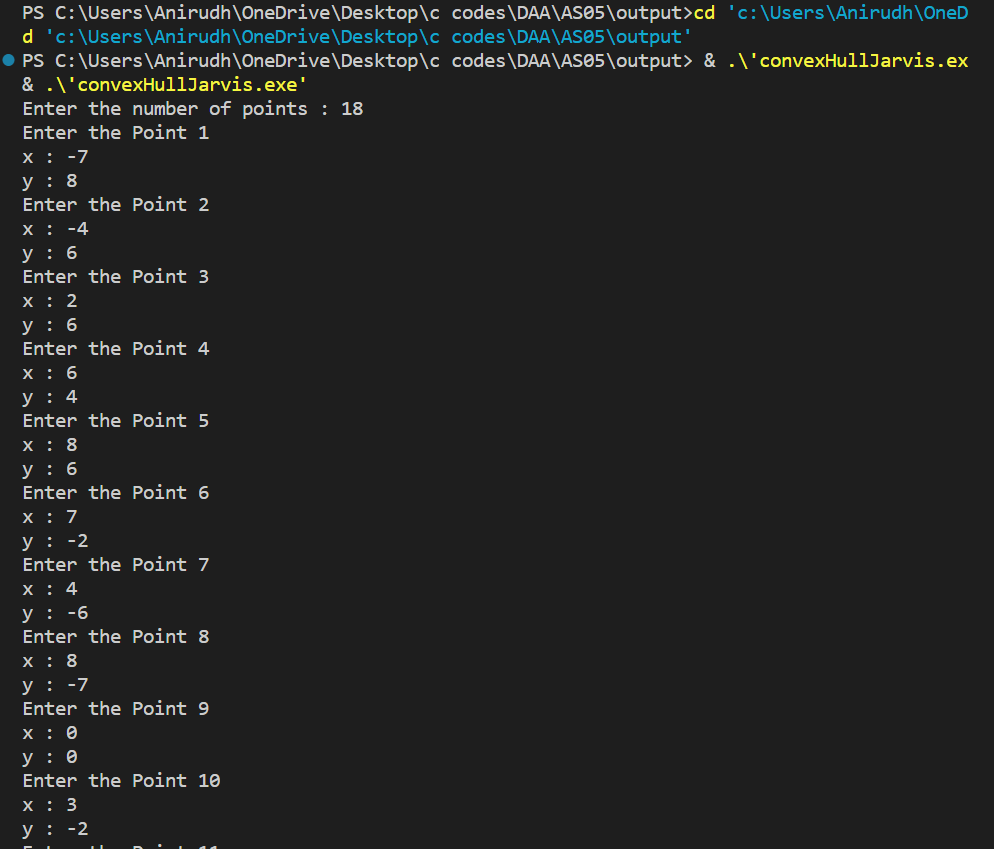 PS C:\Users\Anirudh\OneDrive\Desktop\c codes\DAA\AS05\output>cd 'c:\Users\Anirudh\OneD
d 'c:\Users\Anirudh\OneDrive\Desktop\c codes\DAA\AS05\output'
PS C:\Users\Anirudh\OneDrive\Desktop\c codes\DAA\AS05\output> & .\'convexHullJarvis.ex
& .\'convexHullJarvis.exe'
Enter the number of points : 18
Enter the Point 1
x : -7
y : 8
Enter the Point 2
x : -4
y : 6
Enter the Point 3
x : 2
y : 6
Enter the Point 4
x : 6
y : 4
Enter the Point 5
x : 8
y : 6
Enter the Point 6
x : 7
y : -2
Enter the Point 7
x : 4
y : -6
Enter the Point 8
x : 8
y : -7
Enter the Point 9
x : 0
y : 0
Enter the Point 10
x : 3
y : -2
Enter the Point 11